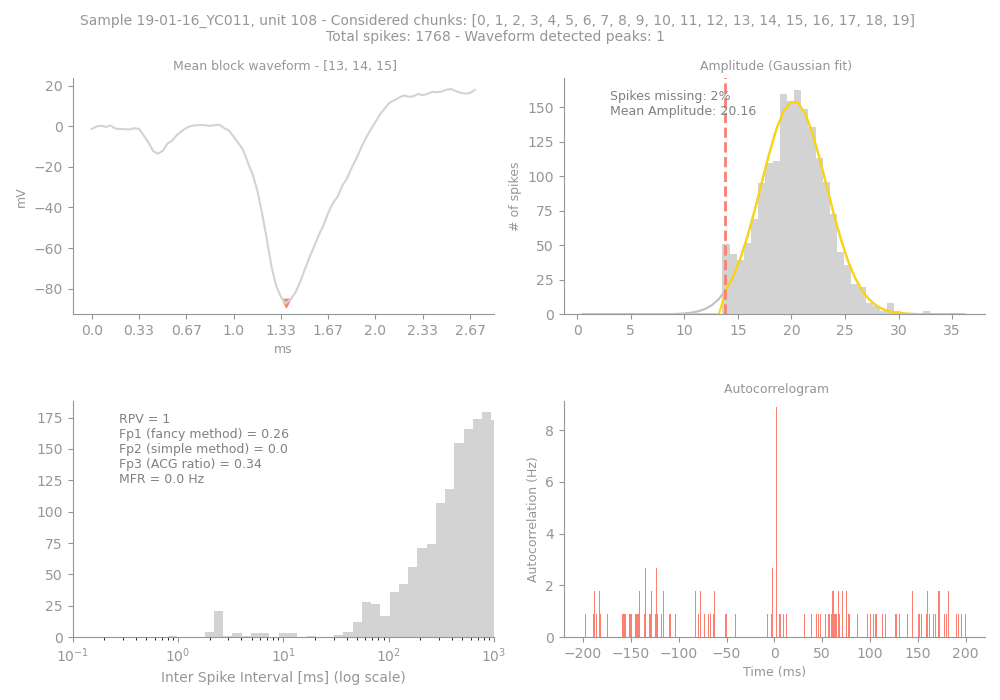 Sample 19-01-16_YC011, unit 108 - Considered chunks: [0, 1, 2, 3, 4, 5, 6, 7, 8, 9, 10, 11, 12, 13, 14, 15, 16, 17, 18, 19]
Total spikes: 1768 - Waveform detected peaks: 1
Mean block waveform - [13, 14, 15]
20
0
−20
−40
−60
−80
mV
0.0 0.33 0.67 1.0 1.33 1.67 2.0 2.33 2.67
ms
Amplitude (Gaussian fit)
Spikes missing: 2%
Mean Amplitude: 20.16
150
125
100
75
50
25
0
# of spikes
0 5 10 15 20 25 30 35
RPV = 1
Fp1 (fancy method) = 0.26
Fp2 (simple method) = 0.0
Fp3 (ACG ratio) = 0.34
MFR = 0.0 Hz
175
150
125
100
75
50
25
0
10⁻¹ 10⁰ 10¹ 10² 10³
Inter Spike Interval [ms] (log scale)
Autocorrelogram
8
6
4
2
0
Autocorrelation (Hz)
−200 −150 −100 −50 0 50 100 150 200
Time (ms)